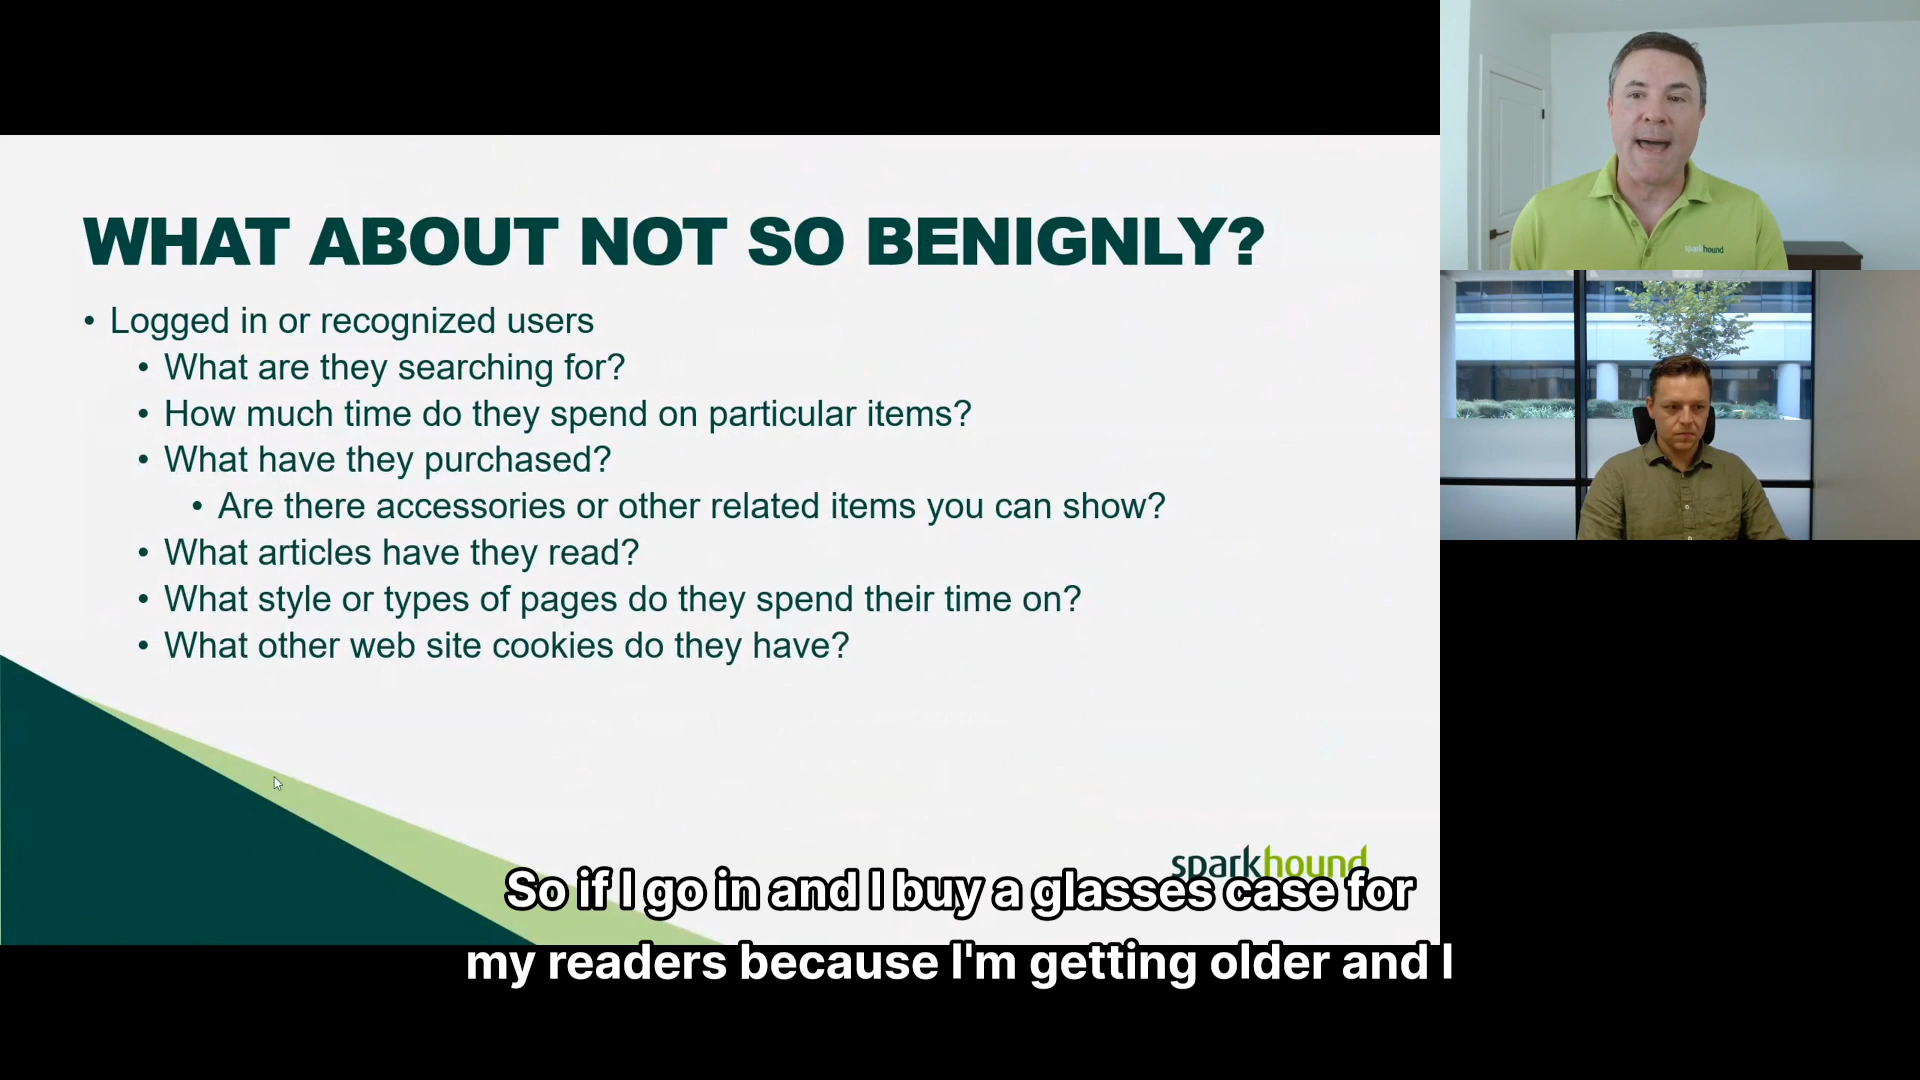 WHAT ABOUT NOT SO BENIGNLY?
• Logged in or recognized users
• What are they searching for?
• How much time do they spend on particular items?
• What have they purchased?
• Are there accessories or other related items you can show?
• What articles have they read?
• What style or types of pages do they spend their time on?
• What other web site cookies do they have?
sparkhound
So if I go in and I buy a glasses case for
my readers because I'm getting older and I
sparkhound